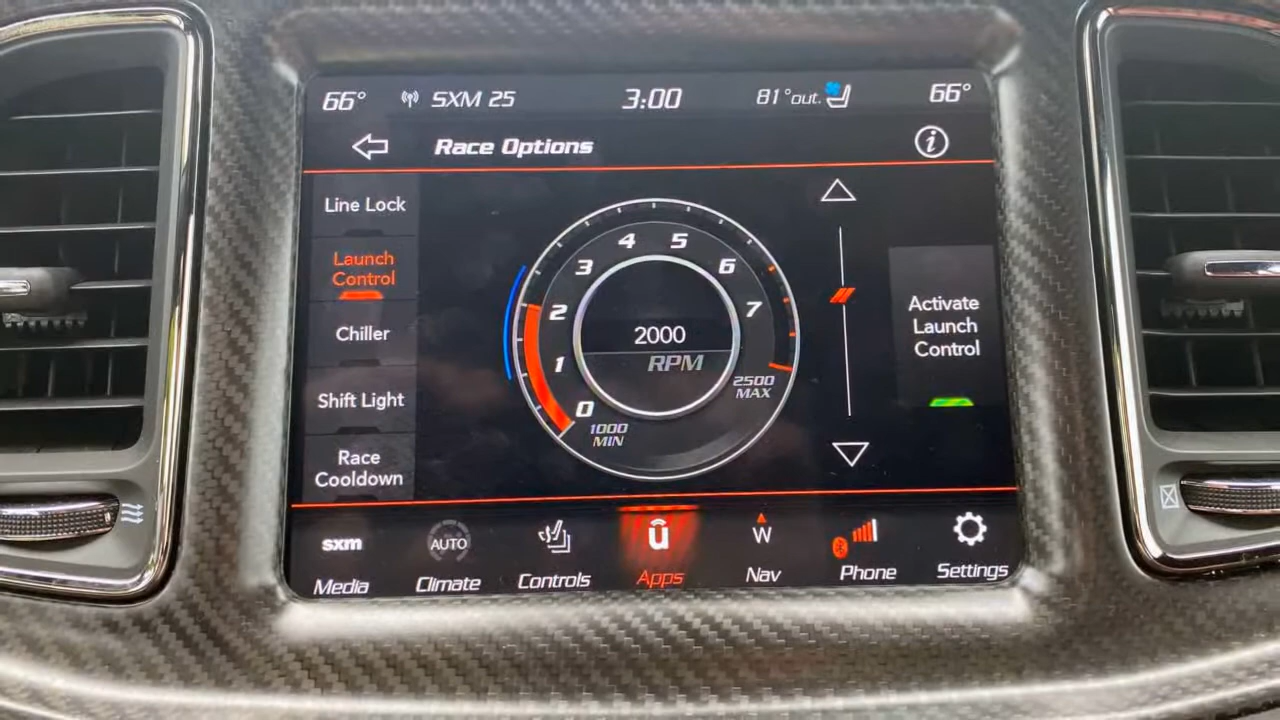 66° SXM 25 3:00 81°out. 66°
Race Options i
Line Lock
Launch
Control
Chiller
Shift Light
Race
Cooldown
0 1 2 3 4 5 6 7
2000
RPM
1000
MIN
2500
MAX
Activate
Launch
Control
sxm AUTO û W
Media Climate Controls Apps Nav Phone Settings